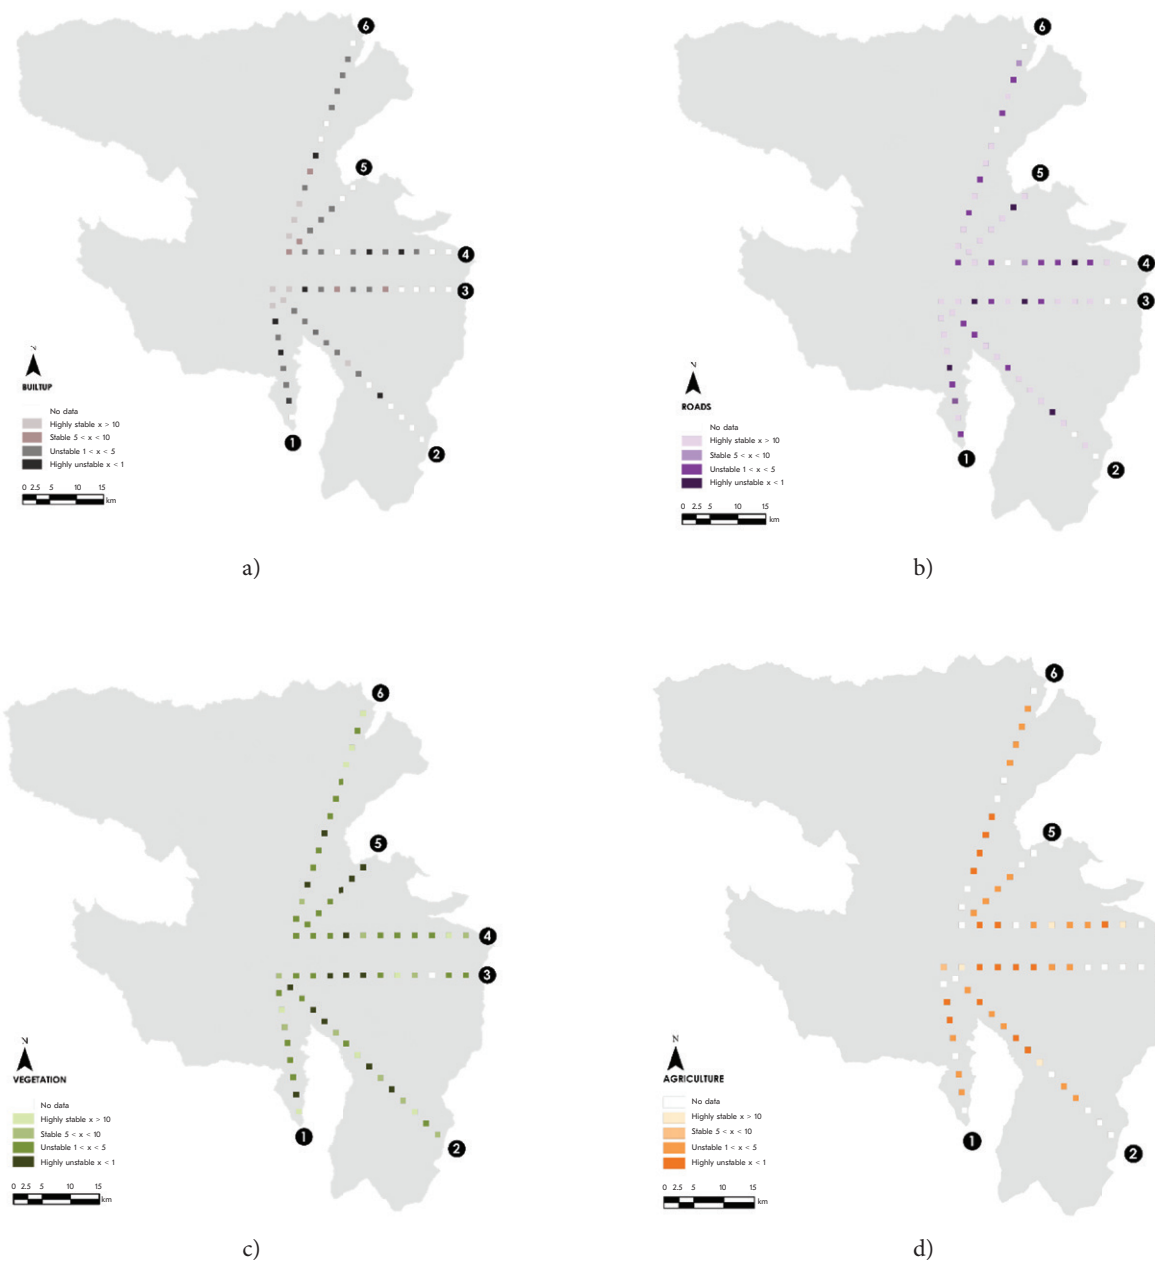 6
5
4
3
N
BUILTUP
No data
Highly stable x > 10
Stable 5 < x < 10
Unstable 1 < x < 5
Highly unstable x < 1
1
2
0 2.5 5 10 15
km
a)
6
5
4
3
N
ROADS
No data
Highly stable x > 10
Stable 5 < x < 10
Unstable 1 < x < 5
Highly unstable x < 1
1
2
0 2.5 5 10 15
km
b)
6
5
4
3
N
VEGETATION
No data
Highly stable x > 10
Stable 5 < x < 10
Unstable 1 < x < 5
Highly unstable x < 1
1
2
0 2.5 5 10 15
km
c)
6
5
N
AGRICULTURE
No data
Highly stable x > 10
Stable 5 < x < 10
Unstable 1 < x < 5
Highly unstable x < 1
1
2
0 2.5 5 10 15
km
d)